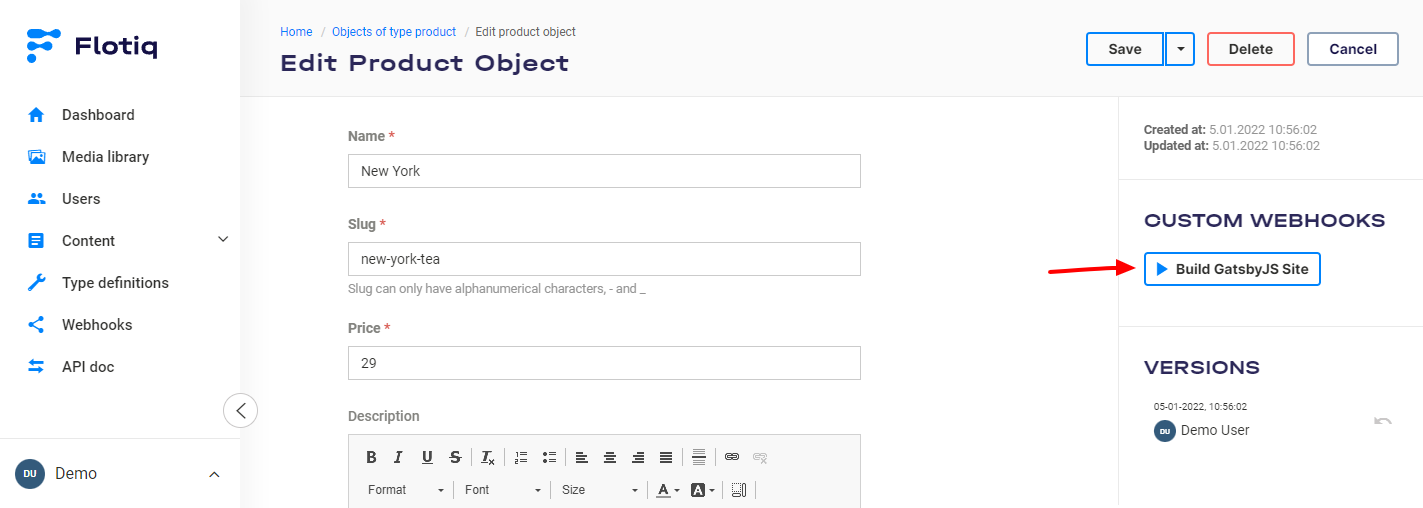 Flotiq
Dashboard
Media library
Users
Content
Type definitions
Webhooks
API doc
DU Demo
Home / Objects of type product / Edit product object
Edit Product Object
Save
Delete
Cancel
Name *
New York
Slug *
new-york-tea
Slug can only have alphanumerical characters, - and _
Price *
29
Description
B I U S Tx
Format Font Size A A
Created at: 5.01.2022 10:56:02
Updated at: 5.01.2022 10:56:02
CUSTOM WEBHOOKS
Build GatsbyJS Site
VERSIONS
05-01-2022, 10:56:02
DU Demo User